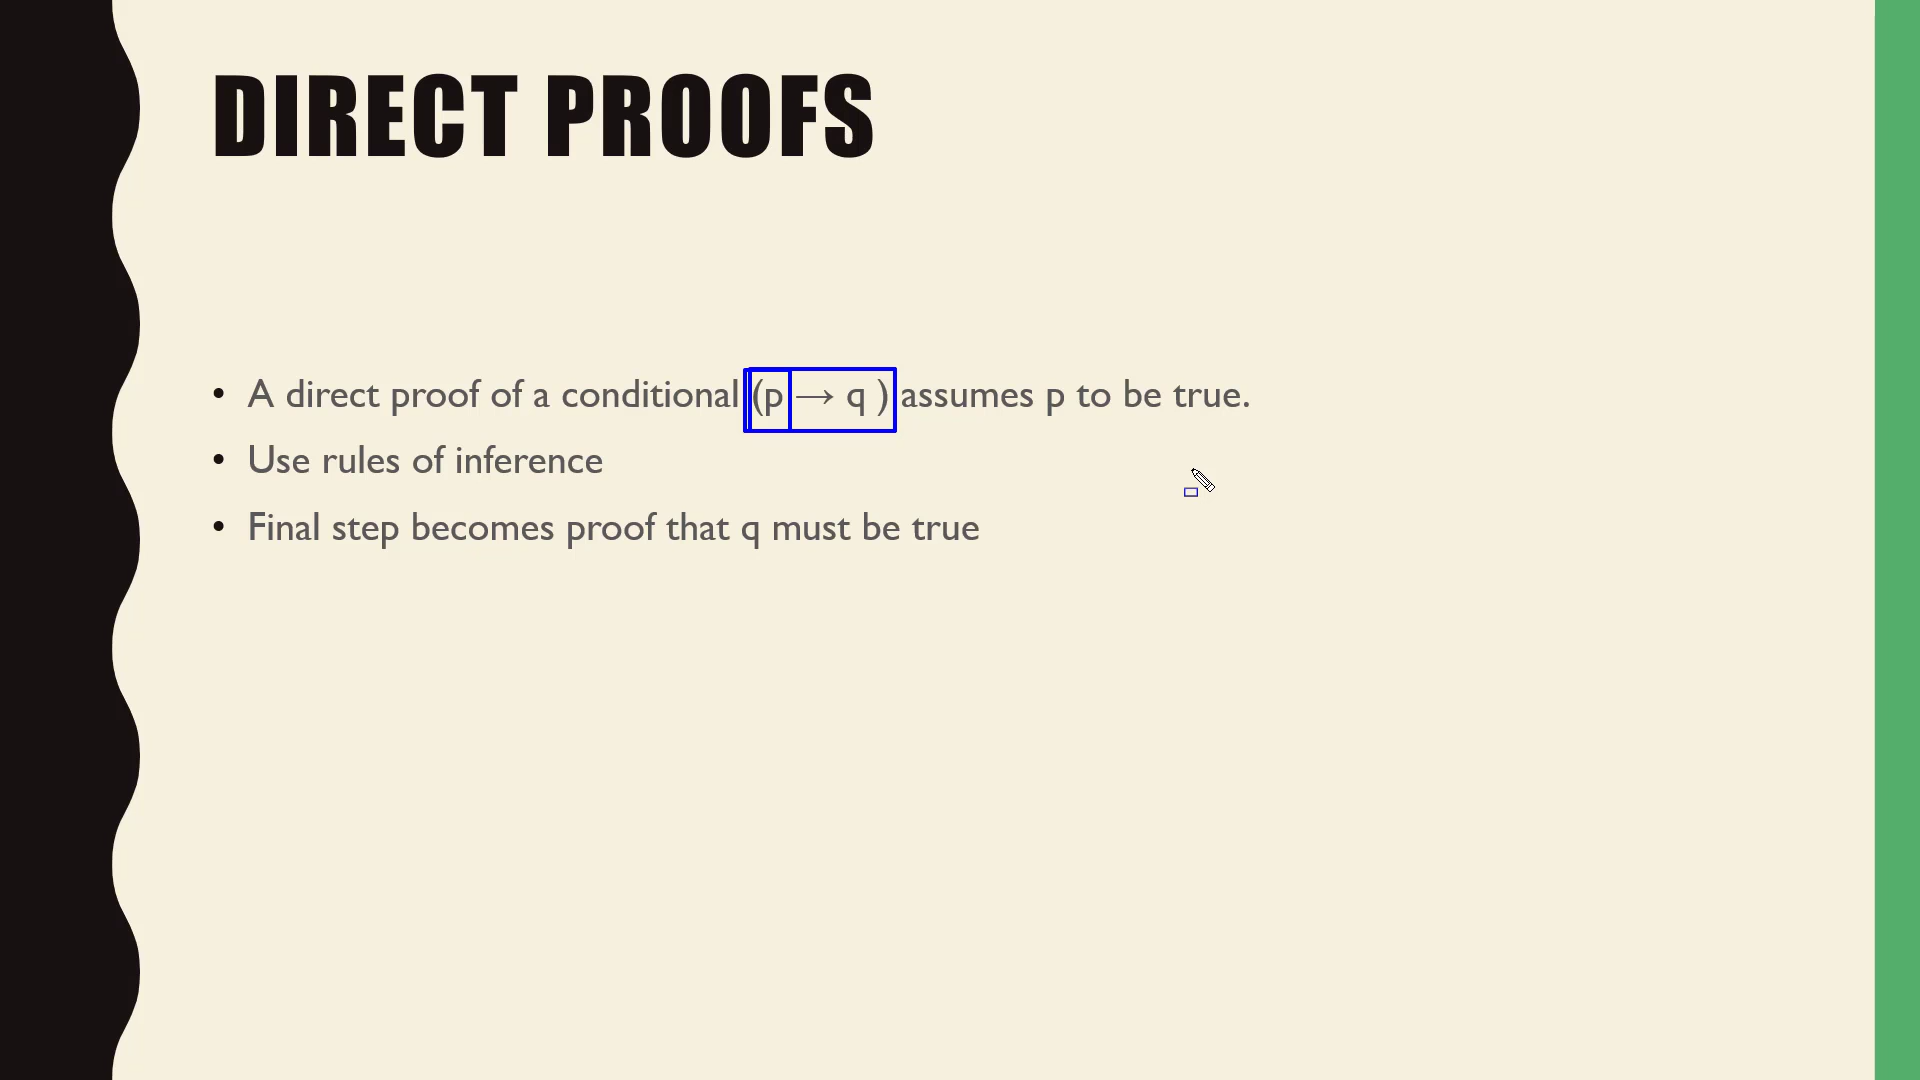 DIRECT PROOFS
• A direct proof of a conditional (p → q ) assumes p to be true.
• Use rules of inference
• Final step becomes proof that q must be true